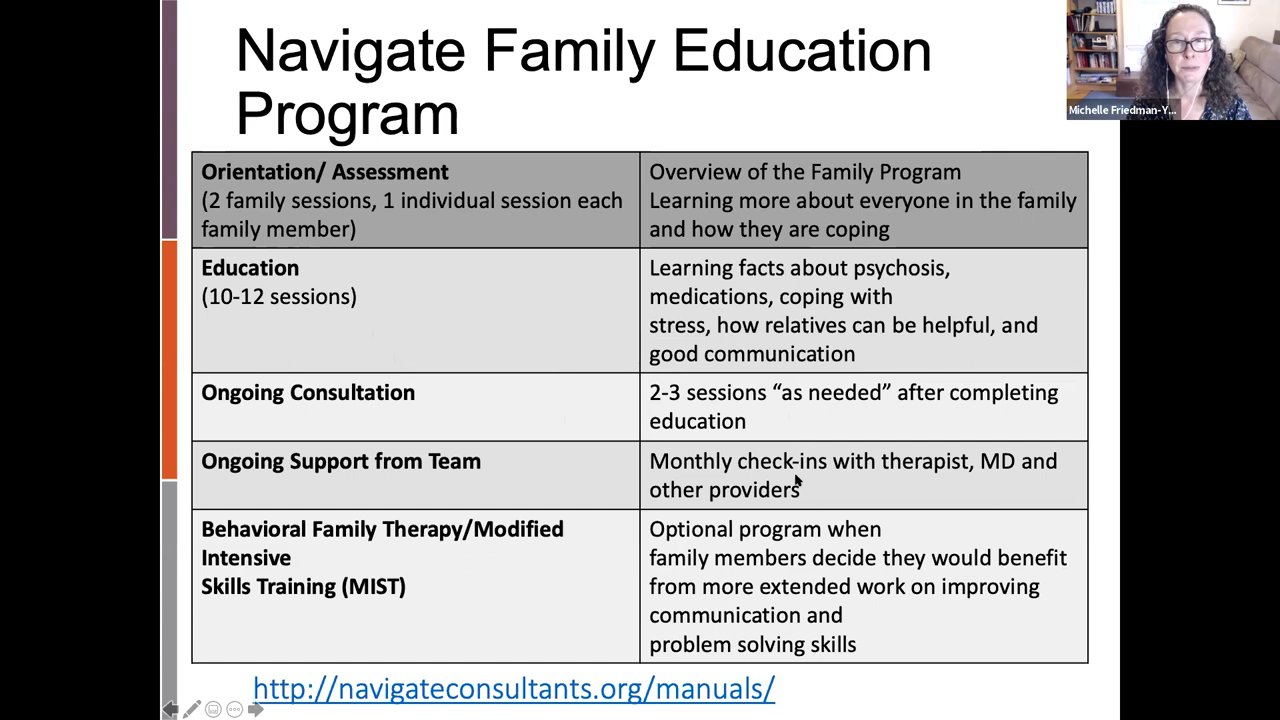 Navigate Family Education
Program
Michelle Friedman-Y...
Orientation/ Assessment
(2 family sessions, 1 individual session each
family member)
Overview of the Family Program
Learning more about everyone in the family
and how they are coping
Education
(10-12 sessions)
Learning facts about psychosis,
medications, coping with
stress, how relatives can be helpful, and
good communication
Ongoing Consultation
2-3 sessions “as needed” after completing
education
Ongoing Support from Team
Monthly check-ins with therapist, MD and
other providers
Behavioral Family Therapy/Modified
Intensive
Skills Training (MIST)
Optional program when
family members decide they would benefit
from more extended work on improving
communication and
problem solving skills
http://navigateconsultants.org/manuals/